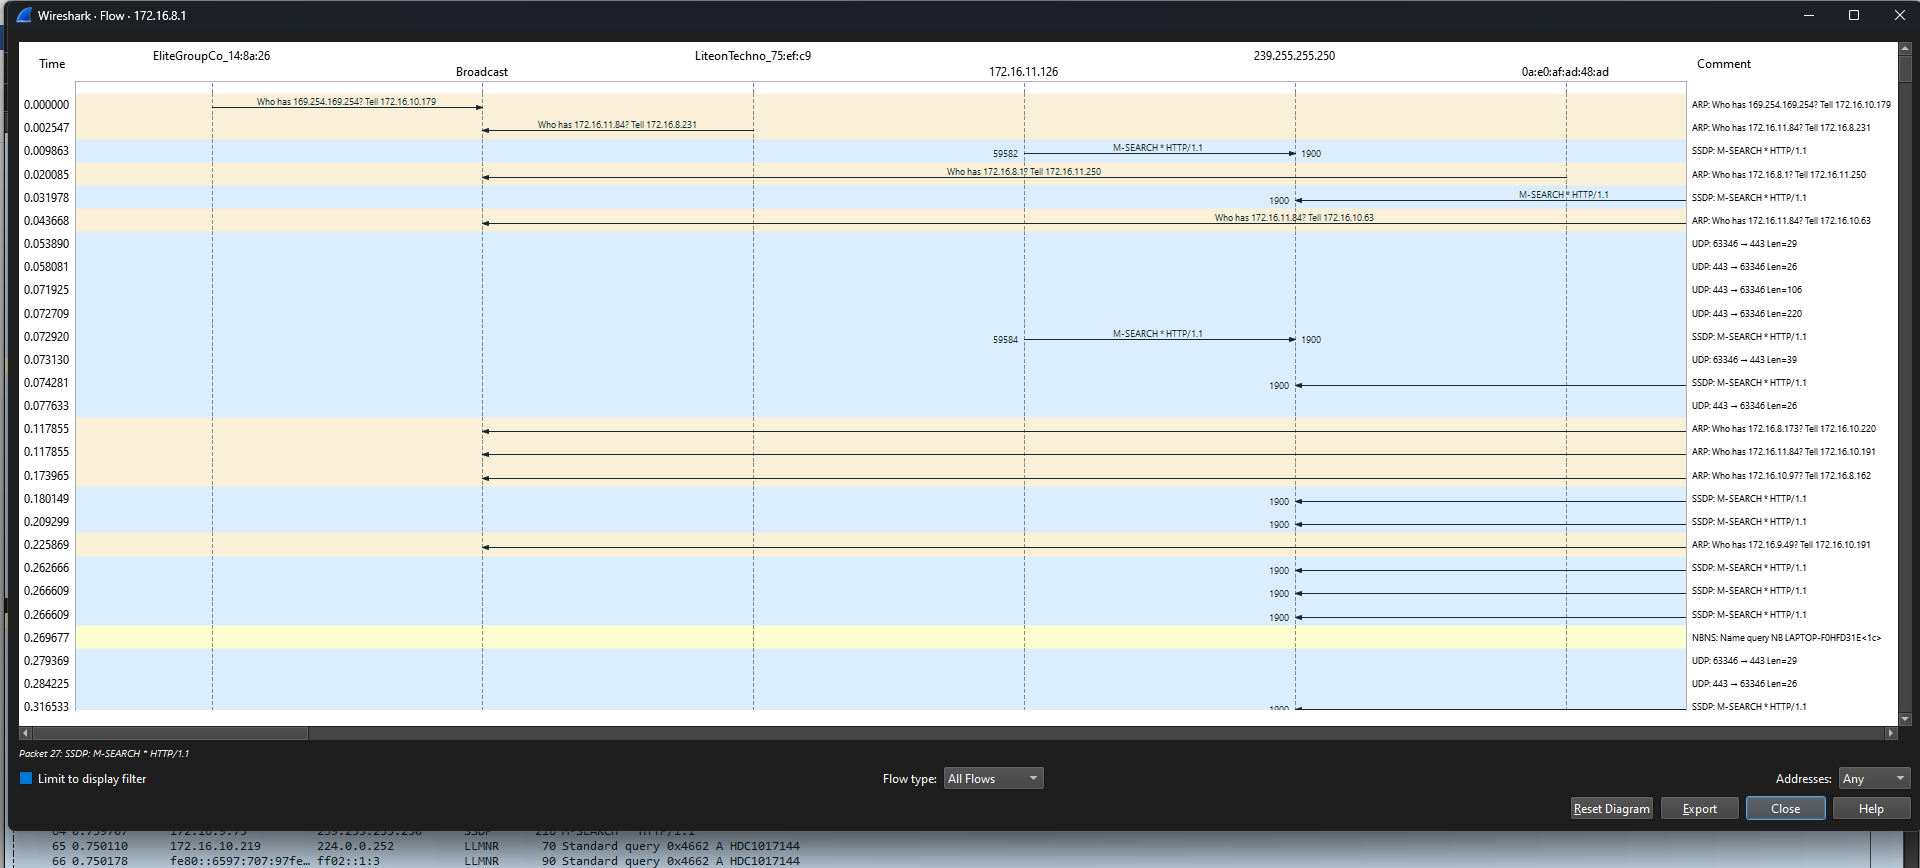 Wireshark · Flow · 172.16.8.1
Time EliteGroupCo_14:8a:26 Broadcast LiteonTechno_75:ef:c9 172.16.11.126 239.255.255.250 0a:e0:af:ad:48:ad Comment
0.000000 Who has 169.254.169.254? Tell 172.16.10.179 ARP: Who has 169.254.169.254? Tell 172.16.10.179
0.002547 Who has 172.16.11.84? Tell 172.16.8.231 ARP: Who has 172.16.11.84? Tell 172.16.8.231
0.009863 59582 M-SEARCH * HTTP/1.1 1900 SSDP: M-SEARCH * HTTP/1.1
0.020085 Who has 172.16.8.1? Tell 172.16.11.250 ARP: Who has 172.16.8.1? Tell 172.16.11.250
0.031978 1900 M-SEARCH * HTTP/1.1 SSDP: M-SEARCH * HTTP/1.1
0.043668 Who has 172.16.11.84? Tell 172.16.10.63 ARP: Who has 172.16.11.84? Tell 172.16.10.63
0.053890 UDP: 63346 → 443 Len=29
0.058081 UDP: 443 → 63346 Len=26
0.071925 UDP: 443 → 63346 Len=106
0.072709 UDP: 443 → 63346 Len=220
0.072920 59584 M-SEARCH * HTTP/1.1 1900 SSDP: M-SEARCH * HTTP/1.1
0.073130 UDP: 63346 → 443 Len=39
0.074281 1900 SSDP: M-SEARCH * HTTP/1.1
0.077633 UDP: 443 → 63346 Len=26
0.117855 ARP: Who has 172.16.8.173? Tell 172.16.10.220
0.117855 ARP: Who has 172.16.11.84? Tell 172.16.10.191
0.173965 ARP: Who has 172.16.10.97? Tell 172.16.8.162
0.180149 1900 SSDP: M-SEARCH * HTTP/1.1
0.209299 1900 SSDP: M-SEARCH * HTTP/1.1
0.225869 ARP: Who has 172.16.9.49? Tell 172.16.10.191
0.262666 1900 SSDP: M-SEARCH * HTTP/1.1
0.266609 1900 SSDP: M-SEARCH * HTTP/1.1
0.266609 1900 SSDP: M-SEARCH * HTTP/1.1
0.269677 NBNS: Name query NB LAPTOP-F0HFD31E<1c>
0.279369 UDP: 63346 → 443 Len=29
0.284225 UDP: 443 → 63346 Len=26
0.316533 1900 SSDP: M-SEARCH * HTTP/1.1
Packet 27: SSDP: M-SEARCH * HTTP/1.1
Limit to display filter Flow type: All Flows Addresses: Any
Reset Diagram Export Close Help
65 0.750110 172.16.10.219 224.0.0.252 LLMNR 70 Standard query 0x4662 A HDC1017144
66 0.750178 fe80::6597:707:97fe… ff02::1:3 LLMNR 90 Standard query 0x4662 A HDC1017144